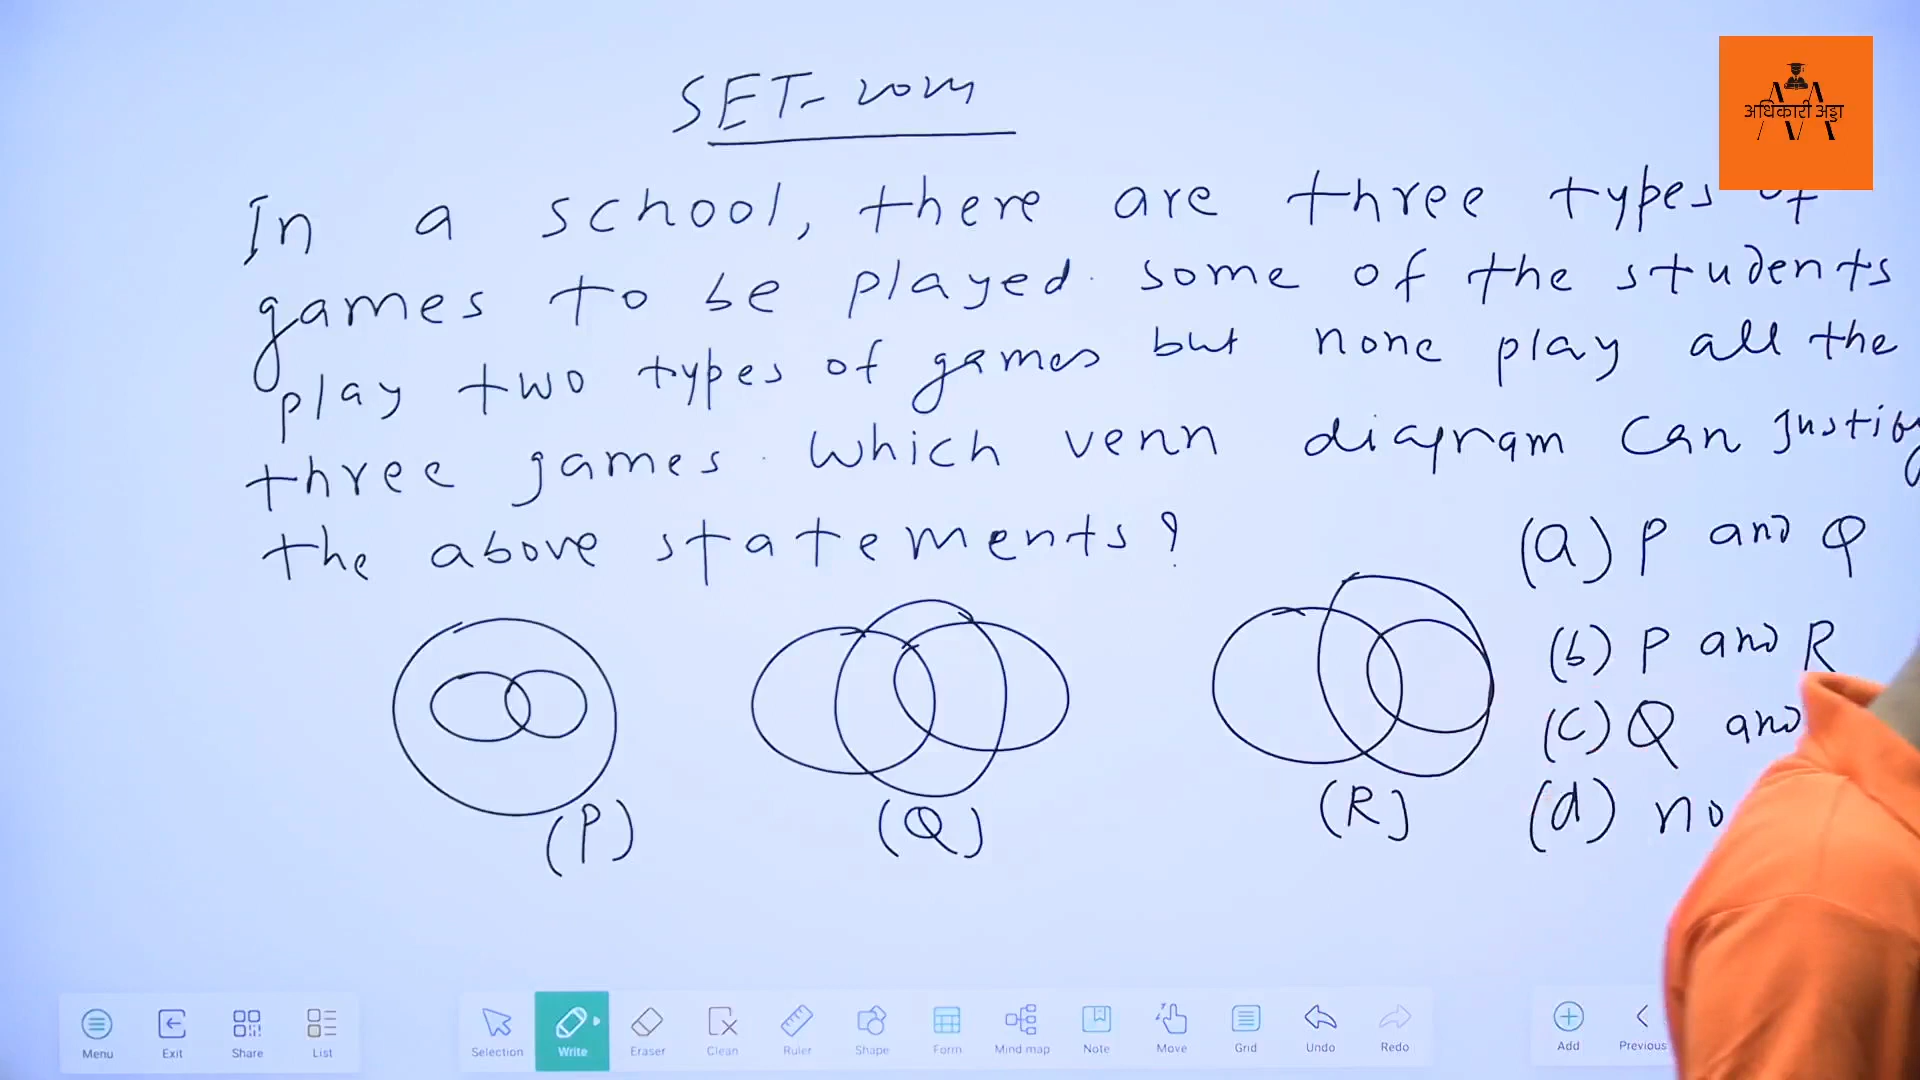 SET-2024
अधिकारी अड्डा
In a school, there are three types of
games to be played. some of the students
play two types of games but none play all the
three games. which venn diagram can justify
the above statements?
(a) P and Q
(b) P and R
(c) Q and
(d) no
(P)
(Q)
(R)
Menu
Exit
Share
List
Selection
Write
Eraser
Clean
Ruler
Shape
Form
Mind map
Note
Move
Grid
Undo
Redo
Add
Previous